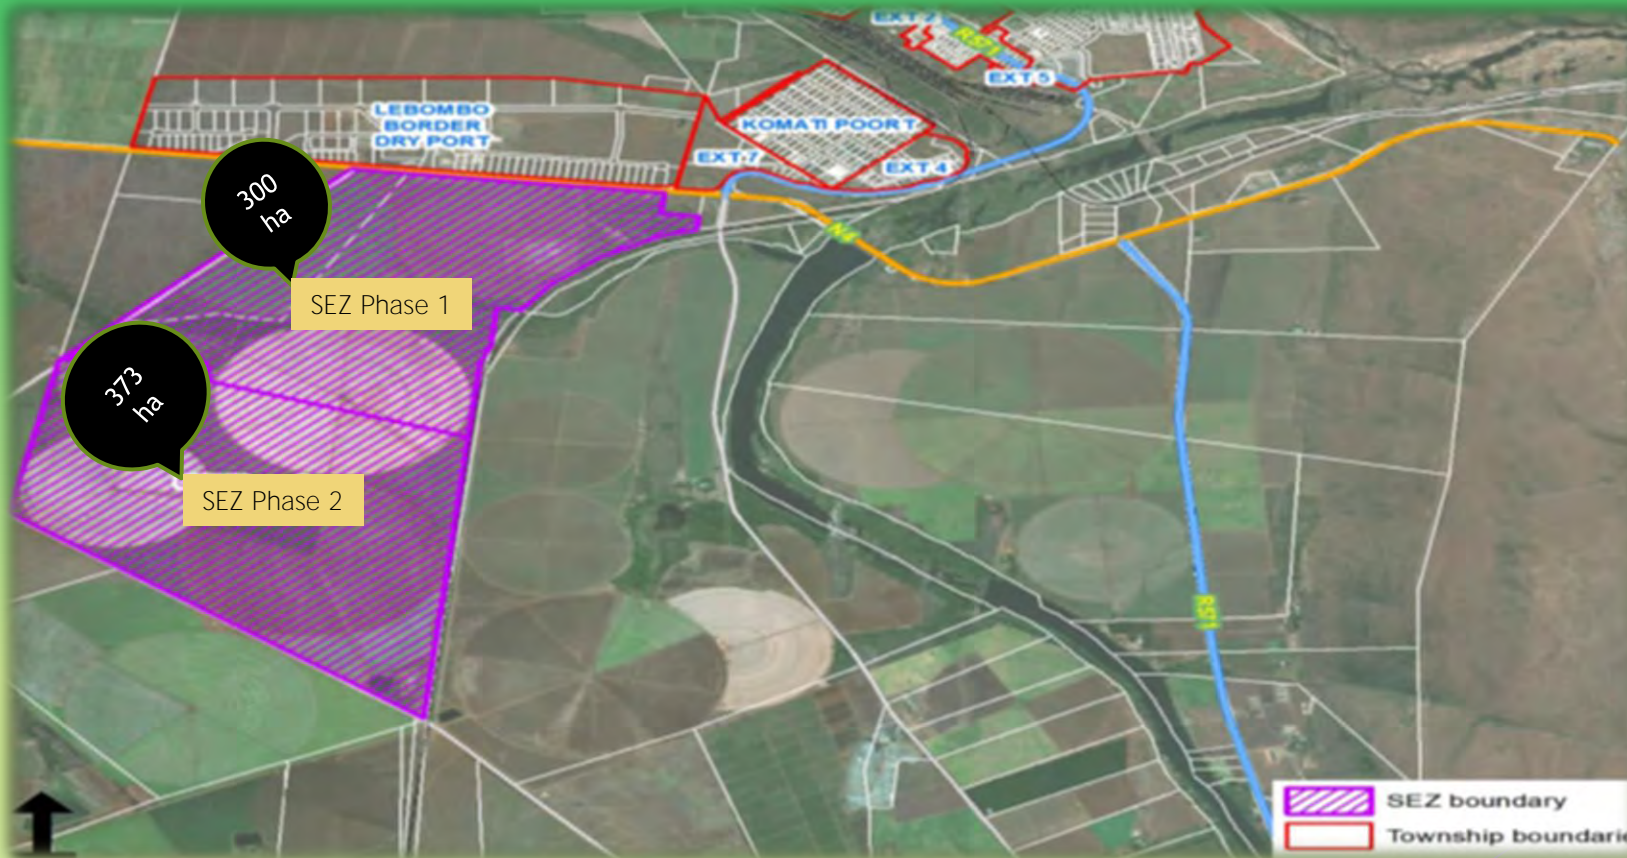 EXT 2
R571
EXT 5
LEBOMBO
BORDER
DRY PORT
KOMATI POORT
EXT 7
EXT 4
300
ha
N4
SEZ Phase 1
373
ha
SEZ Phase 2
R571
SEZ boundary
Township boundarie